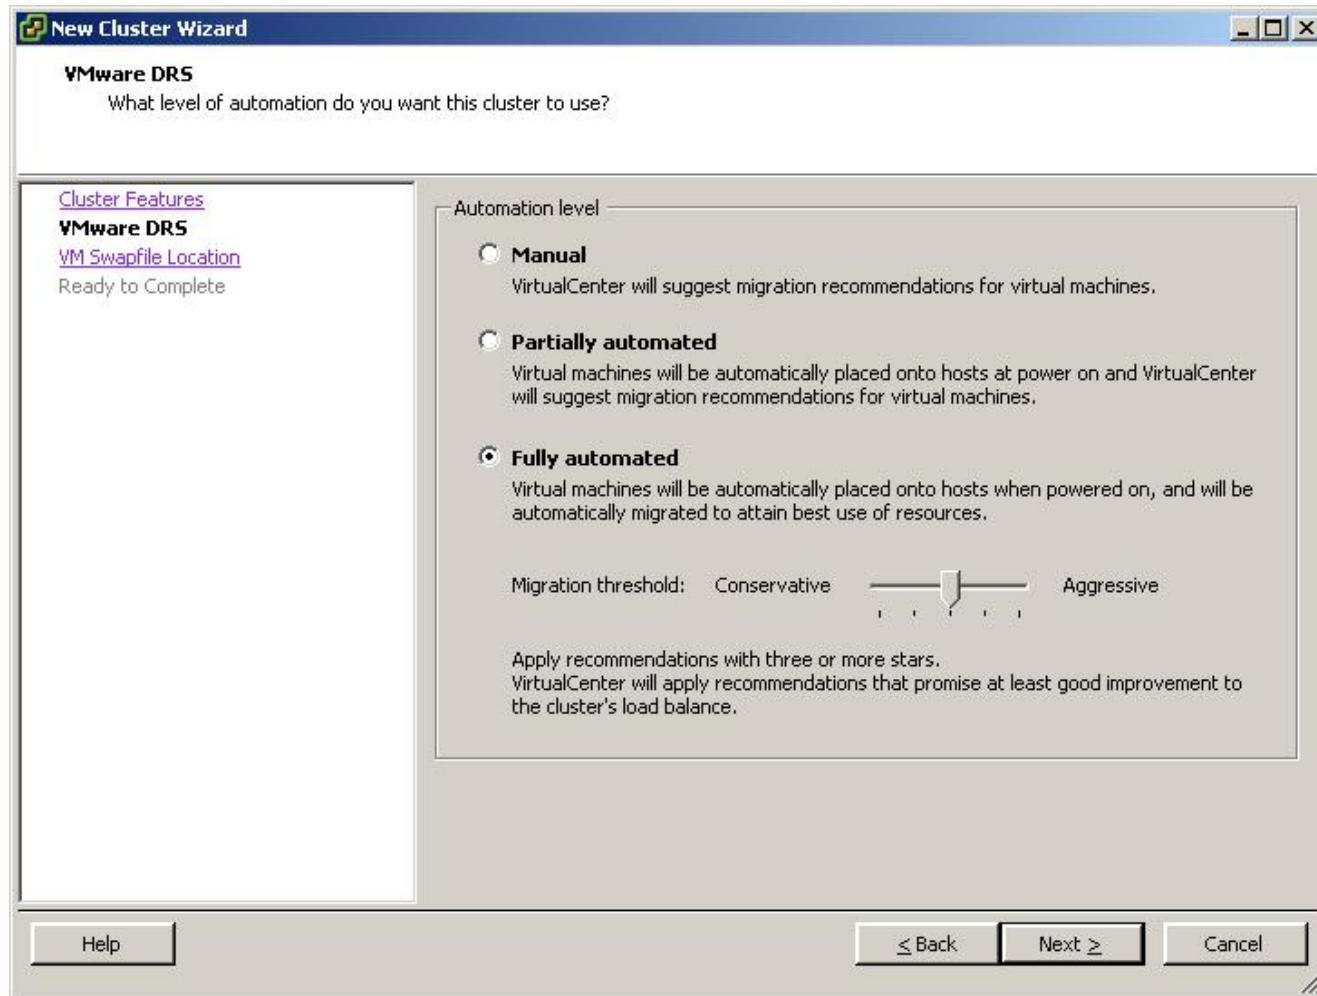 New Cluster Wizard
VMware DRS
What level of automation do you want this cluster to use?
Cluster Features
VMware DRS
VM Swapfile Location
Ready to Complete
Automation level
Manual
VirtualCenter will suggest migration recommendations for virtual machines.
Partially automated
Virtual machines will be automatically placed onto hosts at power on and VirtualCenter
will suggest migration recommendations for virtual machines.
Fully automated
Virtual machines will be automatically placed onto hosts when powered on, and will be
automatically migrated to attain best use of resources.
Migration threshold: Conservative Aggressive
Apply recommendations with three or more stars.
VirtualCenter will apply recommendations that promise at least good improvement to
the cluster's load balance.
Help < Back Next > Cancel